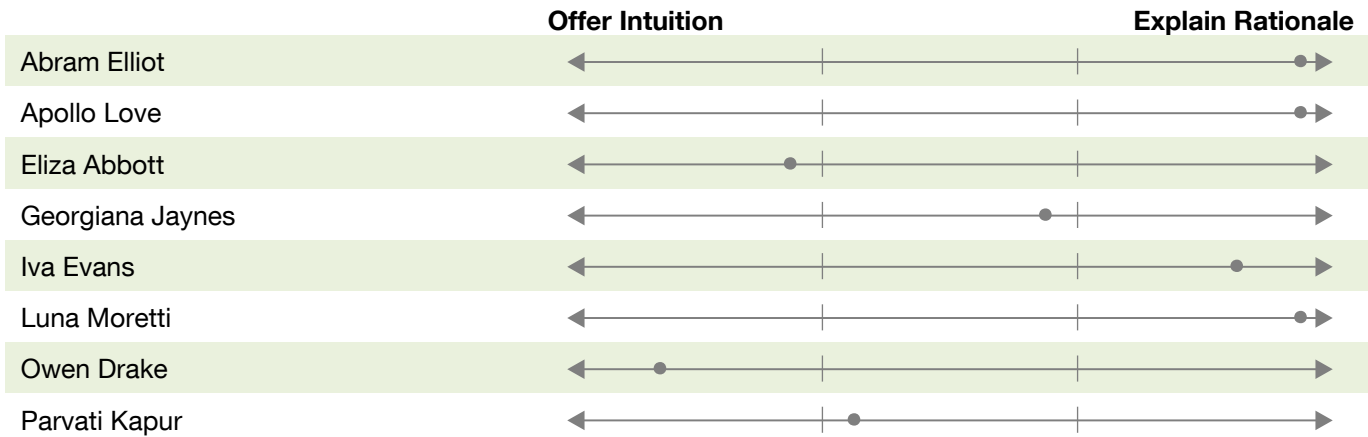 Offer Intuition Explain Rationale
Abram Elliot
Apollo Love
Eliza Abbott
Georgiana Jaynes
Iva Evans
Luna Moretti
Owen Drake
Parvati Kapur